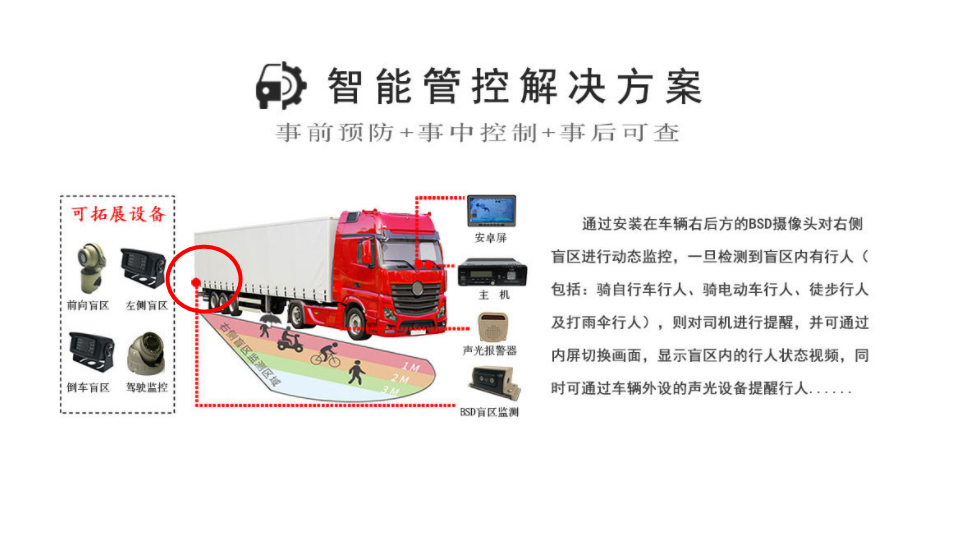 智能管控解决方案
事前预防+事中控制+事后可查
可拓展设备
前向盲区
左侧盲区
倒车盲区
驾驶监控
右侧盲区监测区域
1M
2M
3M
安卓屏
主 机
声光报警器
BSD盲区监测
通过安装在车辆右后方的BSD摄像头对右侧
盲区进行动态监控，一旦检测到盲区内有行人（
包括：骑自行车行人、骑电动车行人、徒步行人
及打雨伞行人），则对司机进行提醒，并可通过
内屏切换画面，显示盲区内的行人状态视频，同
时可通过车辆外设的声光设备提醒行人......